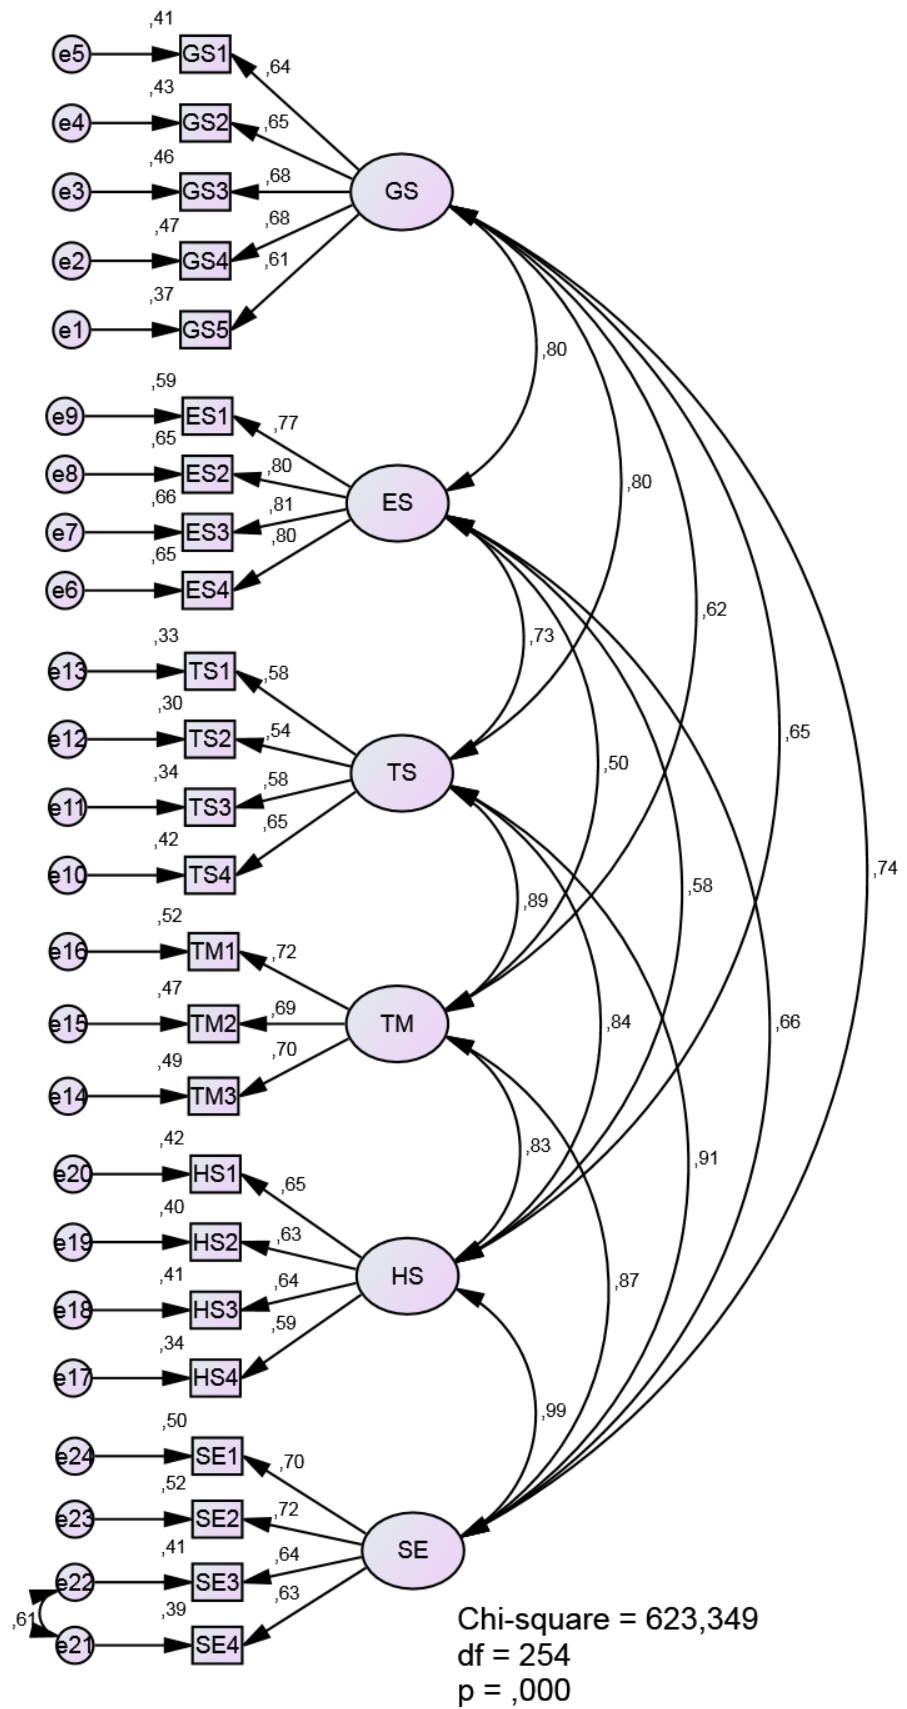 ,41
e5 GS1 ,64
,43
e4 GS2 ,65
,46
e3 GS3 ,68 GS
,47
e2 GS4 ,68
,61
,37
e1 GS5
,80
,59
e9 ES1 ,77
,65
e8 ES2 ,80
,80
,66
e7 ES3 ,81 ES
,80
,65
e6 ES4
,62
,33
,73
e13 TS1 ,58
,30
e12 TS2 ,54
,65
,50
,34
e11 TS3 ,58 TS
,65
,42
e10 TS4
,74
,58
,89
,52
e16 TM1 ,72
,47
e15 TM2 ,69 TM
,84
,66
,70
,49
e14 TM3
,42
,83
,91
e20 HS1 ,65
,40
e19 HS2 ,63
,41
HS
,87
e18 HS3 ,64
,59
,34
e17 HS4
,50
,99
e24 SE1 ,70
,52
e23 SE2 ,72
,41
SE
e22 SE3 ,64
,63
,39
,61
e21 SE4
Chi-square = 623,349
df = 254
p = ,000